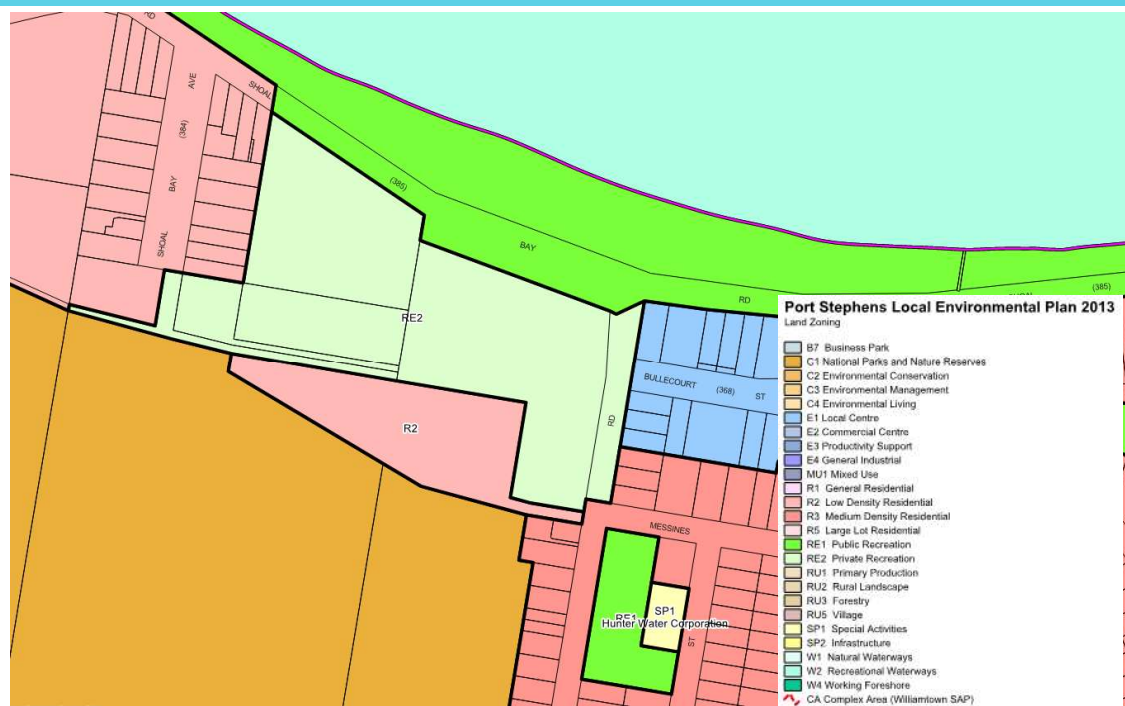 RD
AVE
SHOAL
(384)
BAY
SHOAL
(385)
BAY
RD
(385)
RE2
BULLECOURT (368) ST
RD
R2
MESSINES
RE1
SP1
Hunter Water Corporation
ST
Port Stephens Local Environmental Plan 2013
Land Zoning
B7 Business Park
C1 National Parks and Nature Reserves
C2 Environmental Conservation
C3 Environmental Management
C4 Environmental Living
E1 Local Centre
E2 Commercial Centre
E3 Productivity Support
E4 General Industrial
MU1 Mixed Use
R1 General Residential
R2 Low Density Residential
R3 Medium Density Residential
R5 Large Lot Residential
RE1 Public Recreation
RE2 Private Recreation
RU1 Primary Production
RU2 Rural Landscape
RU3 Forestry
RU5 Village
SP1 Special Activities
SP2 Infrastructure
W1 Natural Waterways
W2 Recreational Waterways
W4 Working Foreshore
CA Complex Area (Williamtown SAP)